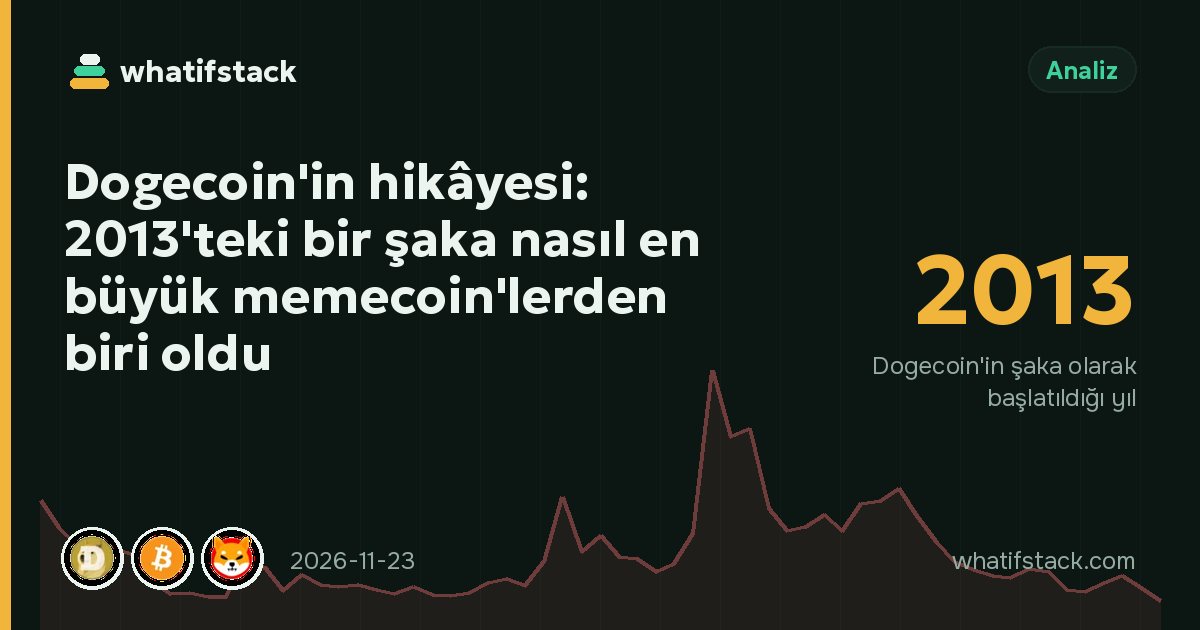 whatifstack
Analiz
Dogecoin'in hikâyesi:
2013'teki bir şaka nasıl en
büyük memecoin'lerden
biri oldu
2013
Dogecoin'in şaka olarak
başlatıldığı yıl
2026-11-23
whatifstack.com